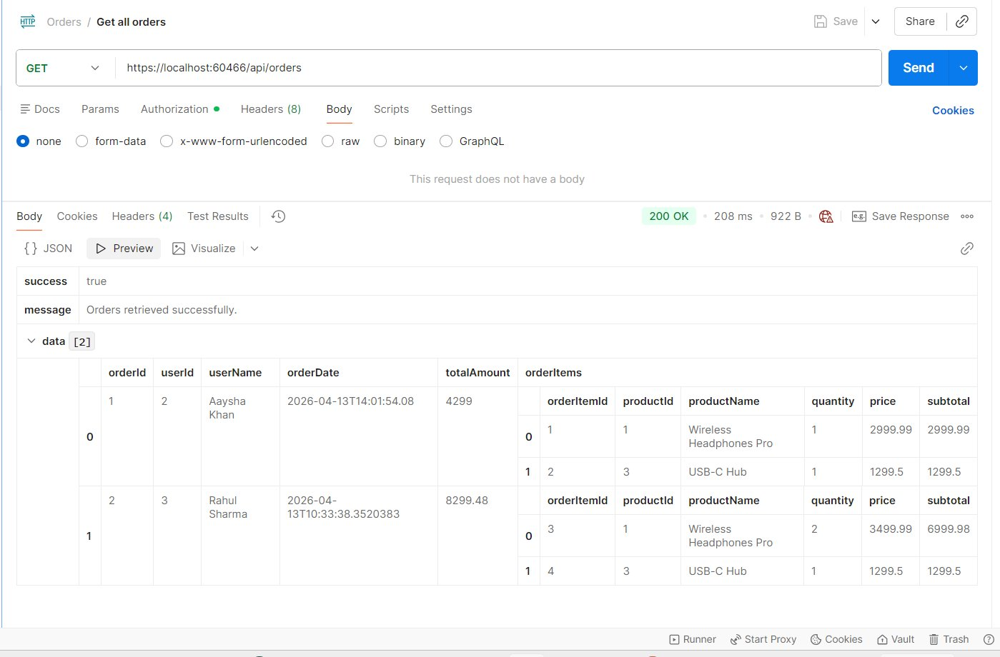 HTTP Orders / Get all orders Save Share
GET https://localhost:60466/api/orders Send
Docs Params Authorization Headers (8) Body Scripts Settings Cookies
none form-data x-www-form-urlencoded raw binary GraphQL
This request does not have a body
Body Cookies Headers (4) Test Results 200 OK 208 ms 922 B e.g. Save Response
{} JSON Preview Visualize
success true
message Orders retrieved successfully.
data [2]
orderId userId userName orderDate totalAmount orderItems
0 1 2 Aaysha Khan 2026-04-13T14:01:54.08 4299
orderItemId productId productName quantity price subtotal
0 1 1 Wireless Headphones Pro 1 2999.99 2999.99
1 2 3 USB-C Hub 1 1299.5 1299.5
1 2 3 Rahul Sharma 2026-04-13T10:33:38.3520383 8299.48
orderItemId productId productName quantity price subtotal
0 3 1 Wireless Headphones Pro 2 3499.99 6999.98
1 4 3 USB-C Hub 1 1299.5 1299.5
Runner Start Proxy Cookies Vault Trash ?